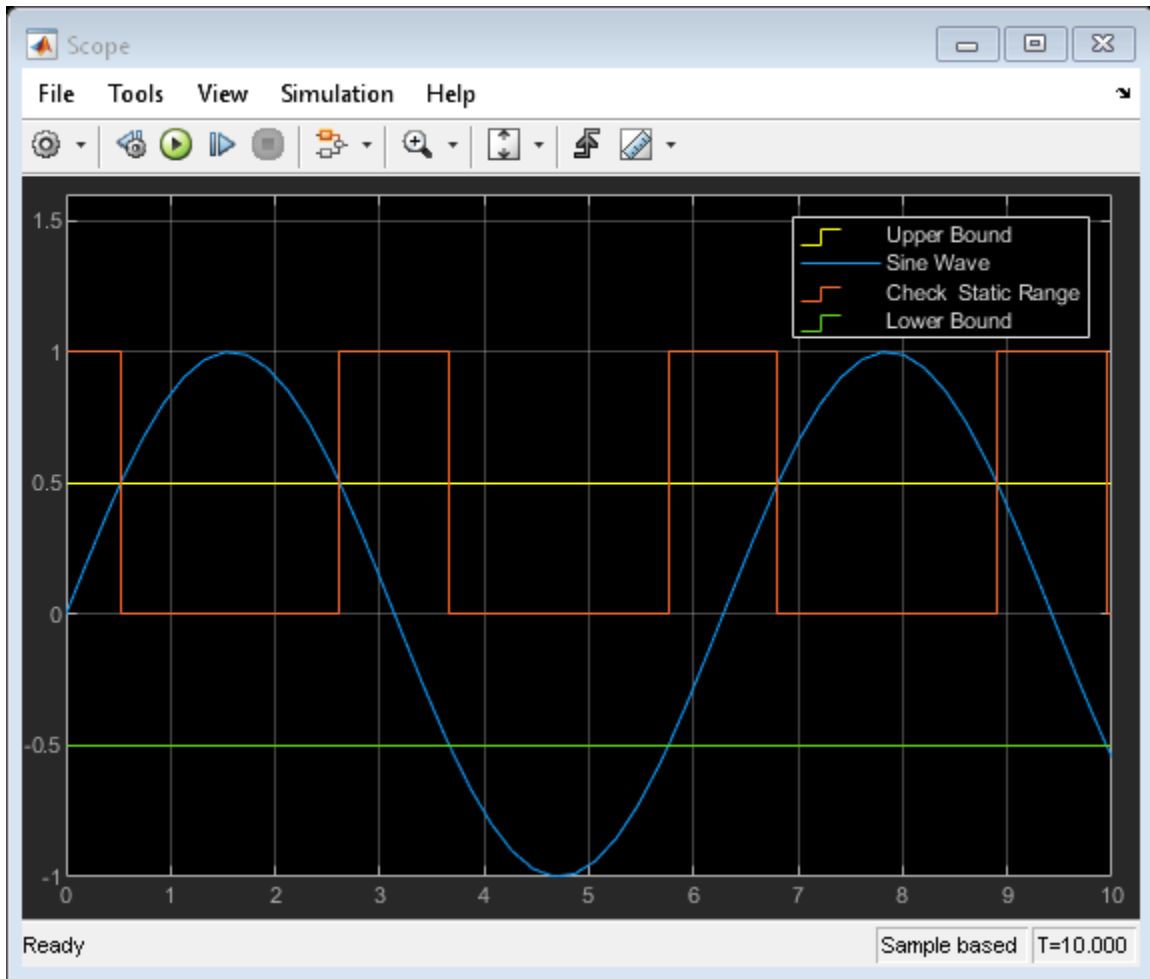 Scope
File Tools View Simulation Help
1.5
1
0.5
0
-0.5
-1
Upper Bound
Sine Wave
Check  Static Range
Lower Bound
0 1 2 3 4 5 6 7 8 9 10
Ready Sample based T=10.000